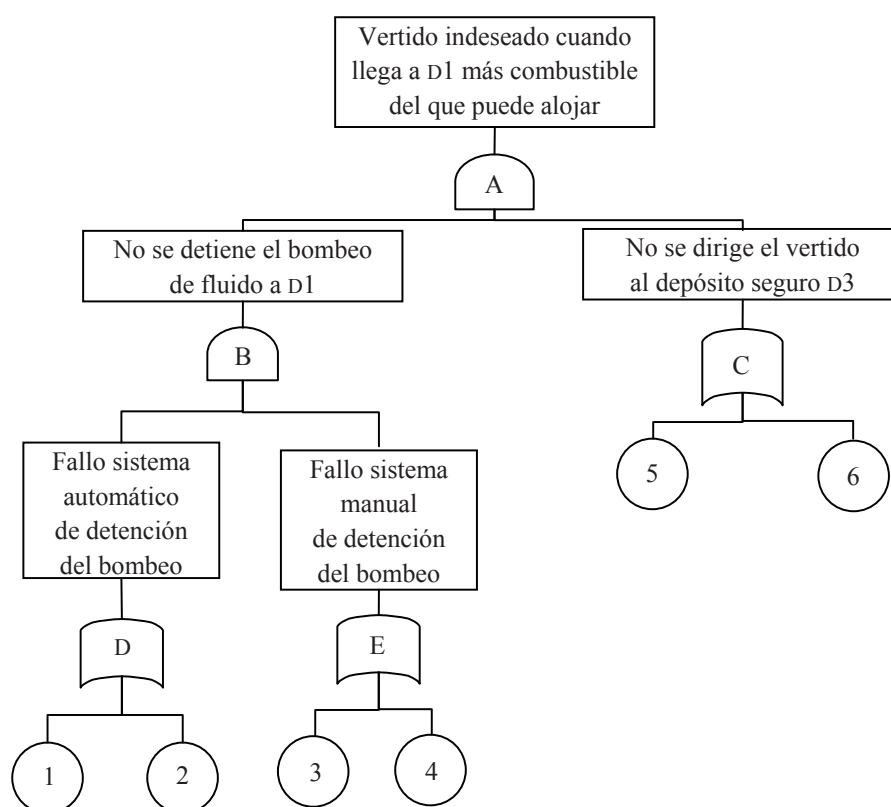 Vertido indeseado cuando
llega a D1 más combustible
del que puede alojar
A
No se detiene el bombeo
de fluido a D1
No se dirige el vertido
al depósito seguro D3
B
C
Fallo sistema
automático
de detención
del bombeo
Fallo sistema
manual
de detención
del bombeo
5
6
D
E
1
2
3
4